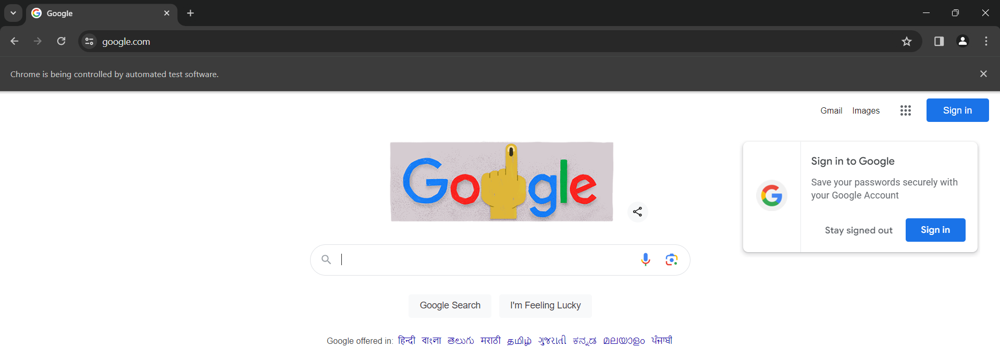 Google
google.com
Chrome is being controlled by automated test software.
Gmail Images Sign in
Google
Sign in to Google
Save your passwords securely with
your Google Account
Stay signed out Sign in
Google Search I'm Feeling Lucky
Google offered in: हिन्दी বাংলা తెలుగు मराठी தமிழ் ગુજરાતી ಕನ್ನಡ മലയാളം ਪੰਜਾਬੀ